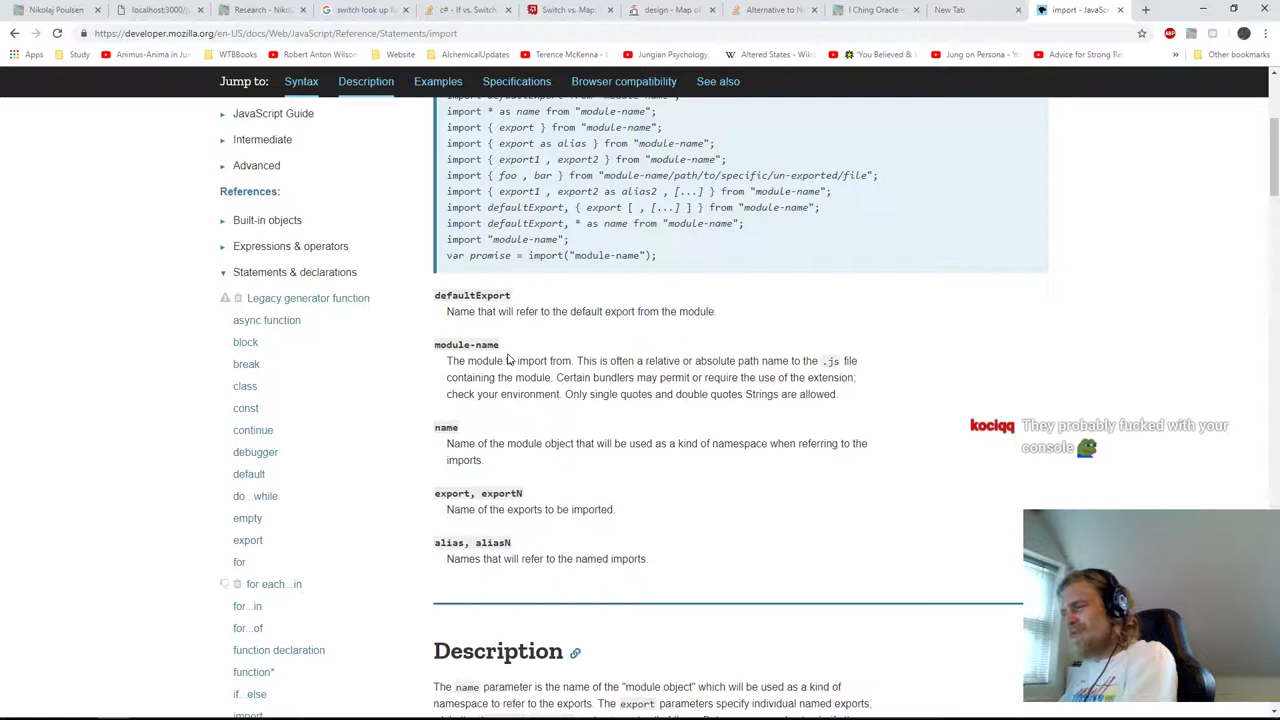 Nikolaj Poulsen
localhost:3000/
Research - Nikola
switch look up fu
c# - If vs. Switch
Switch vs. Map:
design - Map of
Alternative to N
I Ching Oracle
New Tab
import - JavaScr
https://developer.mozilla.org/en-US/docs/Web/JavaScript/Reference/Statements/import
Apps
Animus-Anima in Ju
WTBBooks
Robert Anton Wilson
Website
AlchemicalUpdates
Terence McKenna
Jungian Psychology,
Altered States - Wiki
'You Believed &
Jung on Persona - Yo
Advice for Strong Re
»
Other bookmarks
Jump to:
Syntax
Description
Examples
Specifications
Browser compatibility
See also
JavaScript Guide
Intermediate
Advanced
References:
Built-in objects
Expressions & operators
Statements & declarations
Legacy generator function
async function
block
break
class
const
continue
debugger
default
do...while
empty
export
for
for each...in
for...in
for...of
function declaration
function*
if...else
import
import defaultExport from "module-name";
import * as name from "module-name";
import { export } from "module-name";
import { export as alias } from "module-name";
import { export1 , export2 } from "module-name";
import { foo , bar } from "module-name/path/to/specific/un-exported/file";
import { export1 , export2 as alias2 , [...] } from "module-name";
import defaultExport, { export [ , [...] ] } from "module-name";
import defaultExport, * as name from "module-name";
import "module-name";
var promise = import("module-name");
defaultExport
Name that will refer to the default export from the module.
module-name
The module to import from. This is often a relative or absolute path name to the .js file
containing the module. Certain bundlers may permit or require the use of the extension;
check your environment. Only single quotes and double quotes Strings are allowed.
name
Name of the module object that will be used as a kind of namespace when referring to the
imports.
export, exportN
Name of the exports to be imported.
alias, aliasN
Names that will refer to the named imports.
Description
The name parameter is the name of the "module object" which will be used as a kind of
namespace to refer to the exports. The export parameters specify individual named exports,
kociqq They probably fucked with your
console